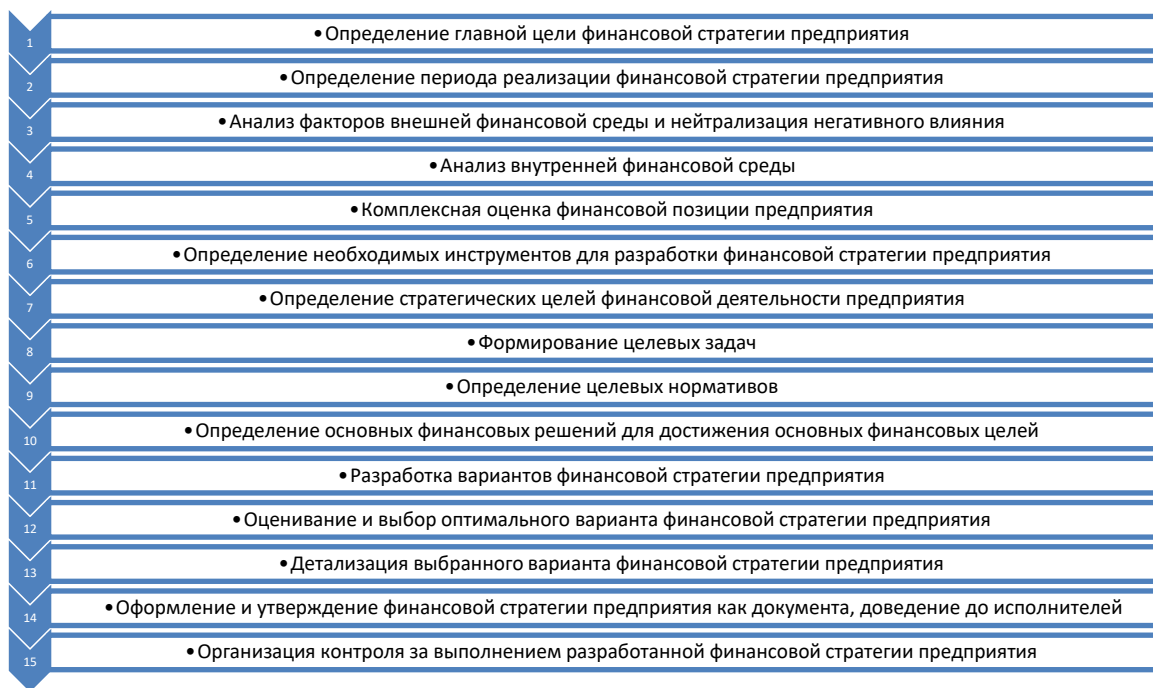 1
•Определение главной цели финансовой стратегии предприятия
2
•Определение периода реализации финансовой стратегии предприятия
3
•Анализ факторов внешней финансовой среды и нейтрализация негативного влияния
4
•Анализ внутренней финансовой среды
5
•Комплексная оценка финансовой позиции предприятия
6
•Определение необходимых инструментов для разработки финансовой стратегии предприятия
7
•Определение стратегических целей финансовой деятельности предприятия
8
•Формирование целевых задач
9
•Определение целевых нормативов
10
•Определение основных финансовых решений для достижения основных финансовых целей
11
•Разработка вариантов финансовой стратегии предприятия
12
•Оценивание и выбор оптимального варианта финансовой стратегии предприятия
13
•Детализация выбранного варианта финансовой стратегии предприятия
14
•Оформление и утверждение финансовой стратегии предприятия как документа, доведение до исполнителей
15
•Организация контроля за выполнением разработанной финансовой стратегии предприятия